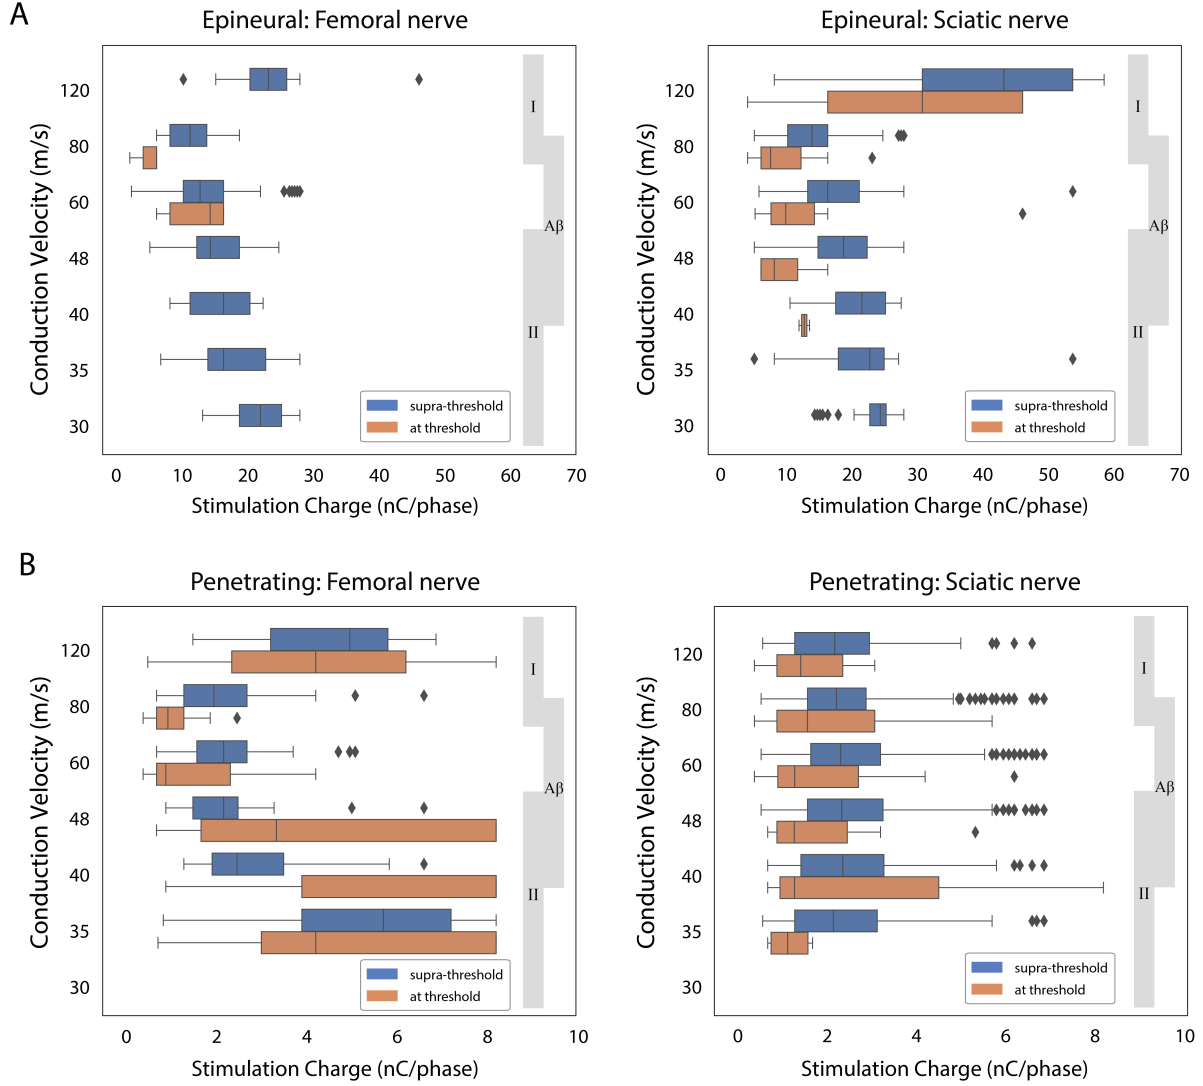 A
Epineural: Femoral nerve
Conduction Velocity (m/s)
120
80
60
48
40
35
30
I
Aβ
II
supra-threshold
at threshold
0 10 20 30 40 50 60 70
Stimulation Charge (nC/phase)
Epineural: Sciatic nerve
Conduction Velocity (m/s)
120
80
60
48
40
35
30
I
Aβ
II
supra-threshold
at threshold
0 10 20 30 40 50 60 70
Stimulation Charge (nC/phase)
B
Penetrating: Femoral nerve
Conduction Velocity (m/s)
120
80
60
48
40
35
30
I
Aβ
II
supra-threshold
at threshold
0 2 4 6 8 10
Stimulation Charge (nC/phase)
Penetrating: Sciatic nerve
Conduction Velocity (m/s)
120
80
60
48
40
35
30
I
Aβ
II
supra-threshold
at threshold
0 2 4 6 8 10
Stimulation Charge (nC/phase)